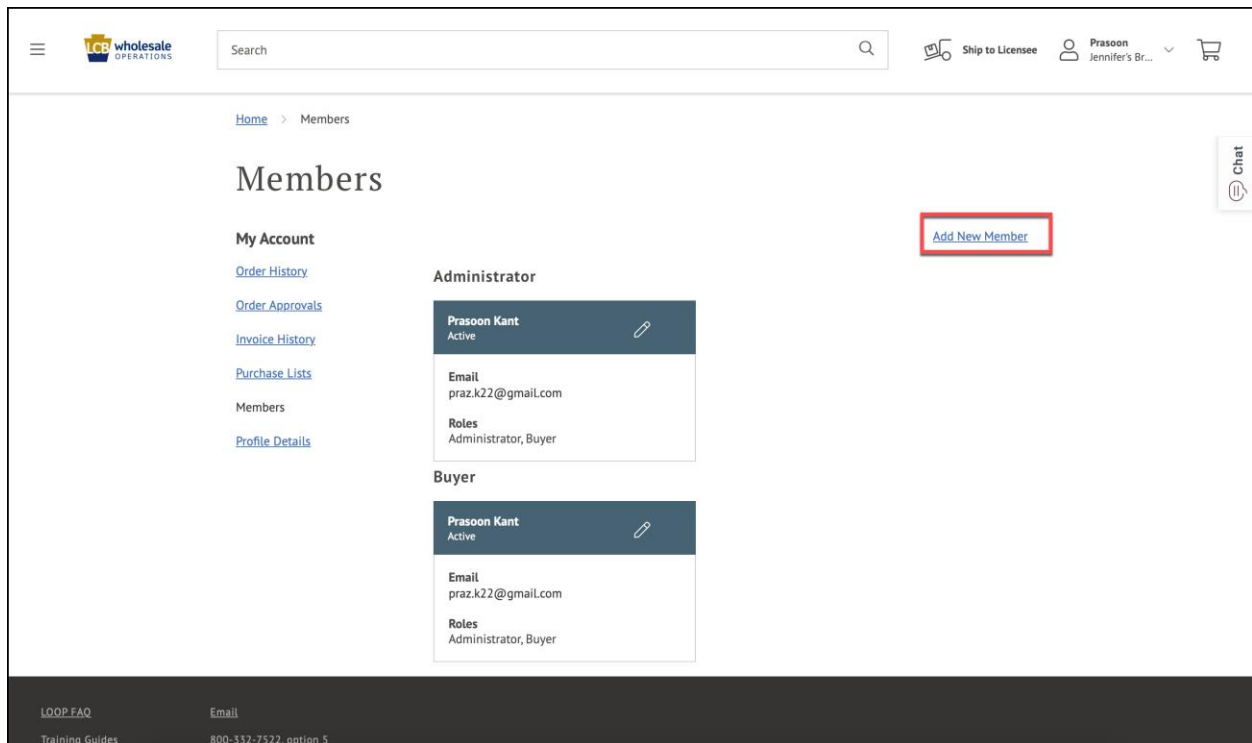 LCB wholesale
OPERATIONS
Search
Ship to Licensee
Prasoon
Jennifer's Br...
Home > Members
Chat
Members
My Account
Add New Member
Order History
Order Approvals
Invoice History
Purchase Lists
Members
Profile Details
Administrator
Prasoon Kant
Active
Email
praz.k22@gmail.com
Roles
Administrator, Buyer
Buyer
Prasoon Kant
Active
Email
praz.k22@gmail.com
Roles
Administrator, Buyer
LOOP FAQ
Email
Training Guides
800-332-7522, option 5